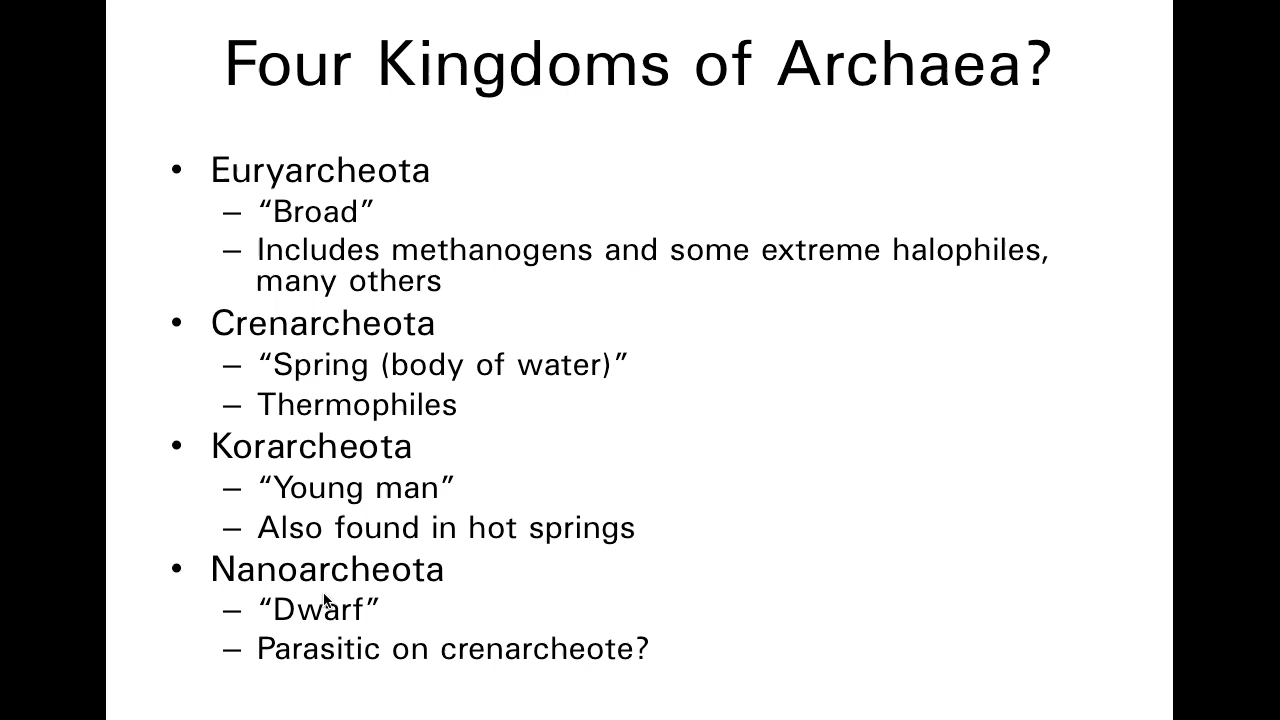 Four Kingdoms of Archaea?
• Euryarcheota
– “Broad”
– Includes methanogens and some extreme halophiles,
many others
• Crenarcheota
– “Spring (body of water)”
– Thermophiles
• Korarcheota
– “Young man”
– Also found in hot springs
• Nanoarcheota
– “Dwarf”
– Parasitic on crenarcheote?